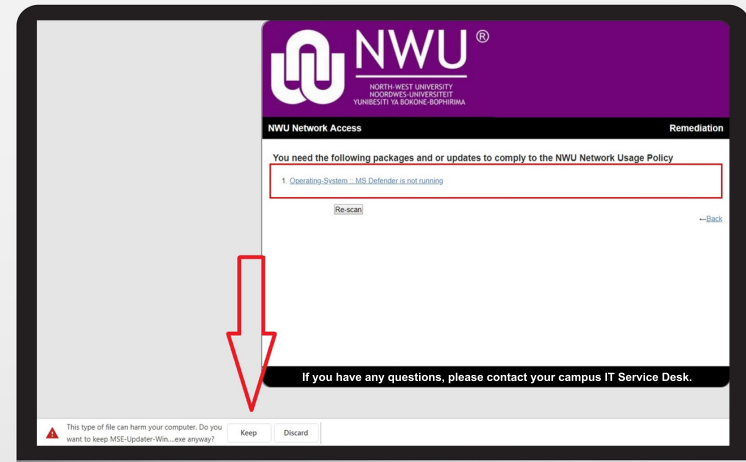 NWU®
NORTH-WEST UNIVERSITY
NOORDWES-UNIVERSITEIT
YUNIBESITI YA BOKONE-BOPHIRIMA
NWU Network Access Remediation
You need the following packages and or updates to comply to the NWU Network Usage Policy
1. Operating-System :: MS Defender is not running
Re-scan
←Back
If you have any questions, please contact your campus IT Service Desk.
This type of file can harm your computer. Do you
want to keep MSE-Updater-Win....exe anyway?
Keep Discard